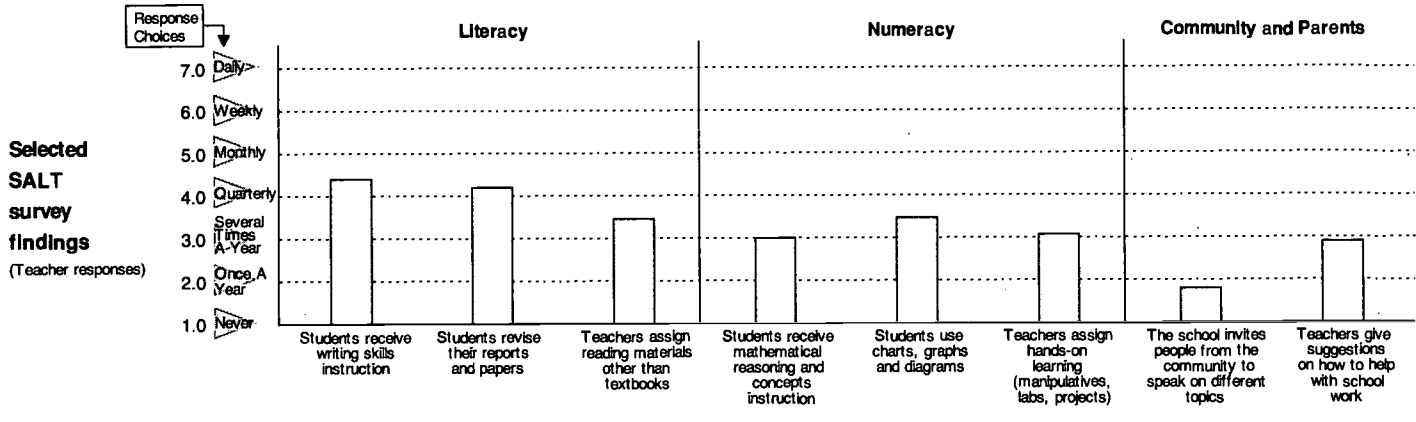 Response
Choices
Literacy
Numeracy
Community and Parents
7.0 Daily
6.0 Weekly
5.0 Monthly
4.0 Quarterly
Several
3.0 Times
A-Year
Once A
2.0 Year
1.0 Never
Selected
SALT
survey
findings
(Teacher responses)
Students receive
writing skills
instruction
Students revise
their reports
and papers
Teachers assign
reading materials
other than
textbooks
Students receive
mathematical
reasoning and
concepts
instruction
Students use
charts, graphs
and diagrams
Teachers assign
hands-on
learning
(manipulatives,
labs, projects)
The school invites
people from the
community to
speak on different
topics
Teachers give
suggestions
on how to help
with school
work